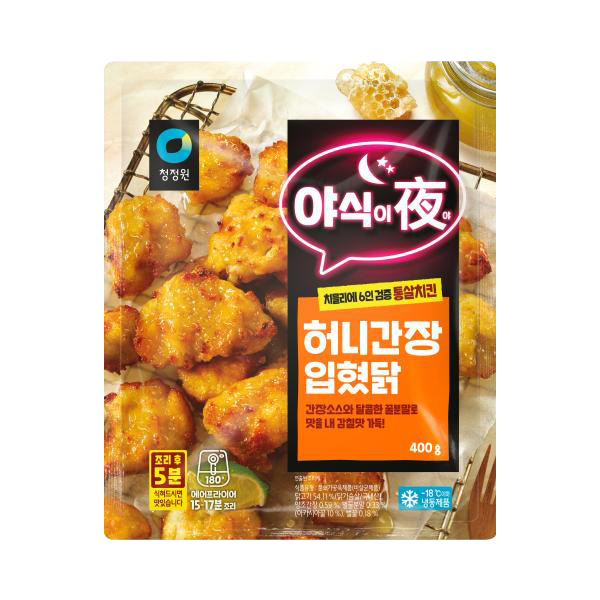 청정원
야식이夜야
치믈리에 6인 검증 통살치킨
허니간장
입혔닭
간장소스와 달콤한 꿀분말로
맛을 내 감칠맛 가득!
400g
조리 후
5분
식혀드시면
맛있습니다
180°
에어프라이어
15-17분 조리
-18℃이하
냉동제품